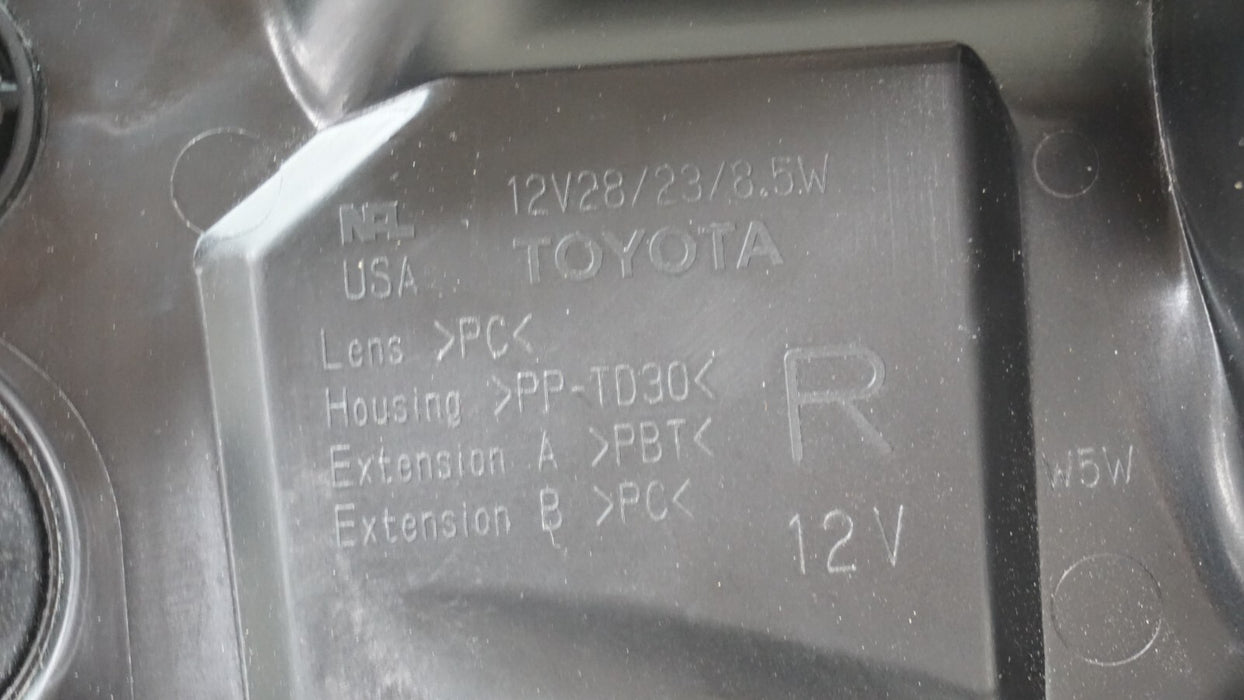 12V28/23/8.5W
NAL
TOYOTA
USA
Lens >PC<
Housing >PP-TD30<
R
Extension A >PBT<
W5W
Extension B >PC<
12V